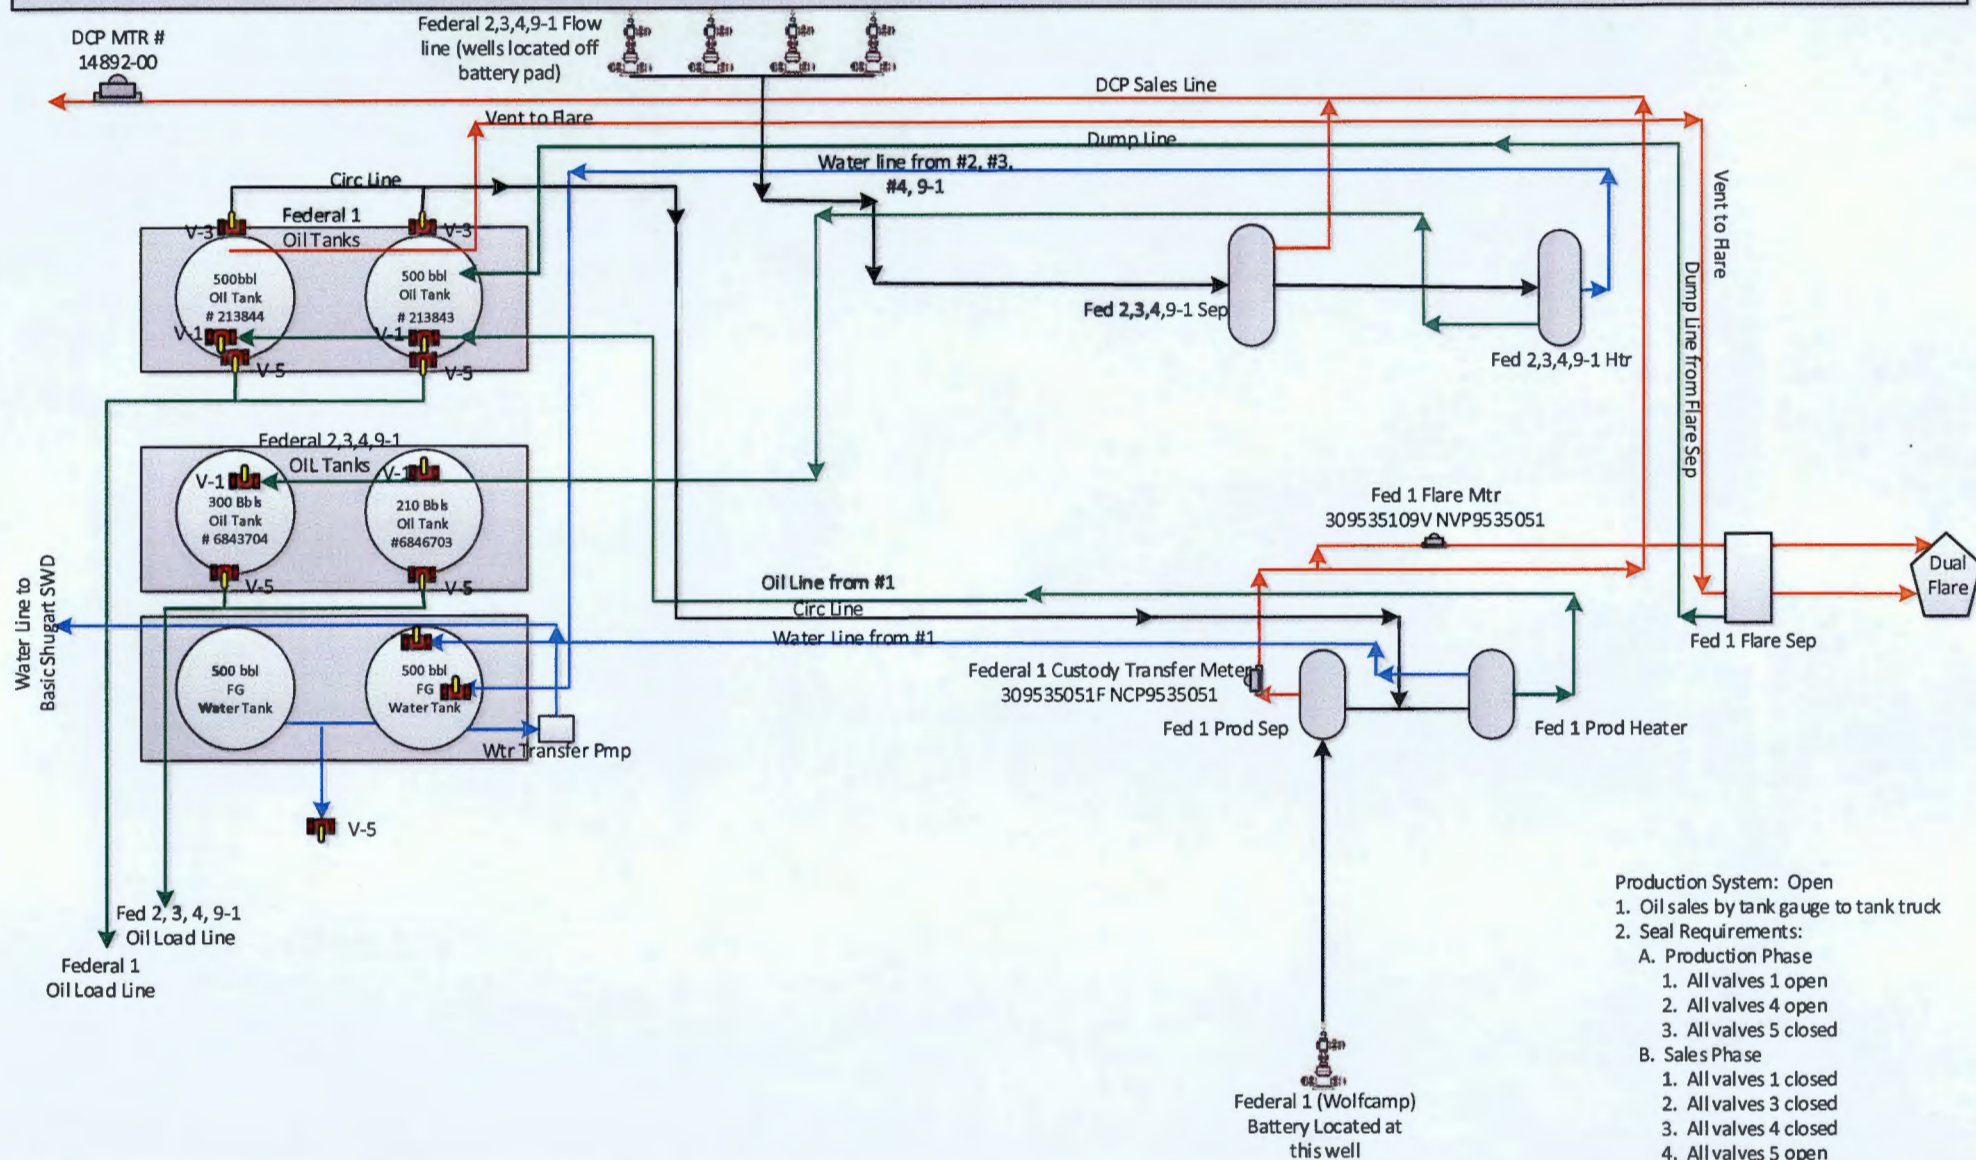 DCP MTR #
14892-00
Federal 2,3,4,9-1 Flow
line (wells located off
battery pad)
DCP Sales Line
Vent to Flare
Dump Line
Water line from #2, #3,
#4, 9-1
Circ Line
Federal 1
Oil Tanks
V-3
V-3
500bbl
Oil Tank
# 213844
500 bbl
Oil Tank
# 213843
V-1
V-1
V-5
V-5
Fed 2,3,4,9-1 Sep
Fed 2,3,4,9-1 Htr
Vent to Flare
Dump Line from Flare Sep
Federal 2,3,4,9-1
OIL Tanks
V-1
V-1
300 Bbls
Oil Tank
# 6843704
210 Bbls
Oil Tank
#6846703
V-5
V-5
Fed 1 Flare Mtr
309535109V NVP9535051
Dual
Flare
Fed 1 Flare Sep
Oil Line from #1
Circ Line
Water Line from #1
Water Line to
Basic Shugart SWD
500 bbl
FG
Water Tank
500 bbl
FG
Water Tank
Wtr Transfer Pmp
Federal 1 Custody Transfer Meter
309535051F NCP9535051
Fed 1 Prod Sep
Fed 1 Prod Heater
V-5
Fed 2, 3, 4, 9-1
Oil Load Line
Federal 1
Oil Load Line
Federal 1 (Wolfcamp)
Battery Located at
this well
Production System: Open
1. Oil sales by tank gauge to tank truck
2. Seal Requirements:
A. Production Phase
1. All valves 1 open
2. All valves 4 open
3. All valves 5 closed
B. Sales Phase
1. All valves 1 closed
2. All valves 3 closed
3. All valves 4 closed
4. All valves 5 open